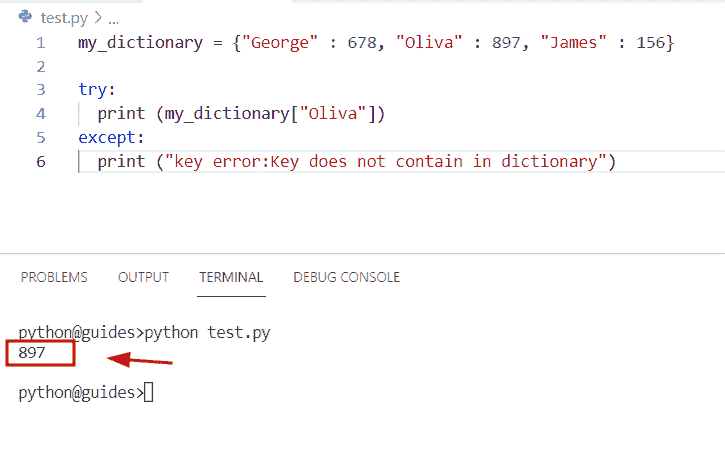 test.py > ...
1 my_dictionary = {"George" : 678, "Oliva" : 897, "James" : 156}
2
3 try:
4 print (my_dictionary["Oliva"])
5 except:
6 print ("key error:Key does not contain in dictionary")
PROBLEMS OUTPUT TERMINAL DEBUG CONSOLE
python@guides>python test.py
897
python@guides>